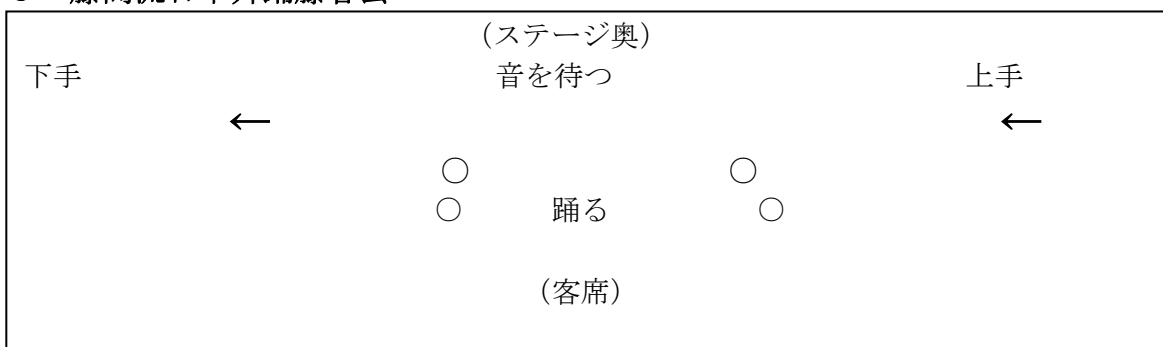 （ステージ奥）
下手 音を待つ 上手
← ←
○ ○
○ 踊る ○
（客席）